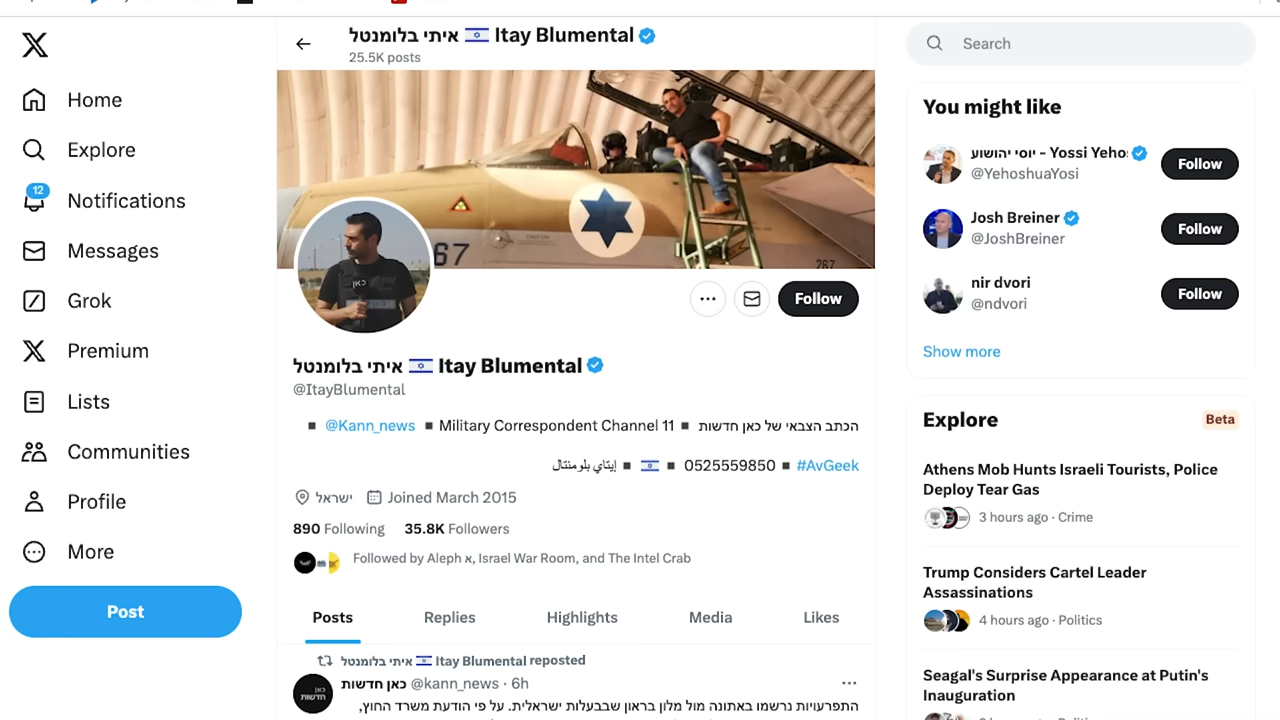 איתי בלומנטל 🇮🇱 Itay Blumental
25.5K posts
67
CAUTION
267
כאן
Follow
איתי בלומנטל 🇮🇱 Itay Blumental
@ItayBlumental
▪ @Kann_news ▪ Military Correspondent Channel 11 ▪ הכתב הצבאי של כאן חדשות
إيتاي بلومنتال ▪ 🇮🇱 ▪ 0525559850 ▪ #AvGeek
ישראל Joined March 2015
890 Following 35.8K Followers
Followed by Aleph א, Israel War Room, and The Intel Crab
Posts Replies Highlights Media Likes
איתי בלומנטל 🇮🇱 Itay Blumental reposted
כאן חדשות @kann_news · 6h
כאן
חדשות
התפרעויות נרשמו באתונה מול מלון בראון שבבעלות ישראלית. על פי הודעת משרד החוץ,
Home
Explore
12
Notifications
Messages
Grok
Premium
Lists
Communities
Profile
More
Post
Search
You might like
יוסי יהושוע - Yossi Yeho
@YehoshuaYosi
Follow
Josh Breiner
@JoshBreiner
Follow
nir dvori
@ndvori
Follow
Show more
Explore
Beta
Athens Mob Hunts Israeli Tourists, Police
Deploy Tear Gas
3 hours ago · Crime
Trump Considers Cartel Leader
Assassinations
4 hours ago · Politics
Seagal's Surprise Appearance at Putin's
Inauguration